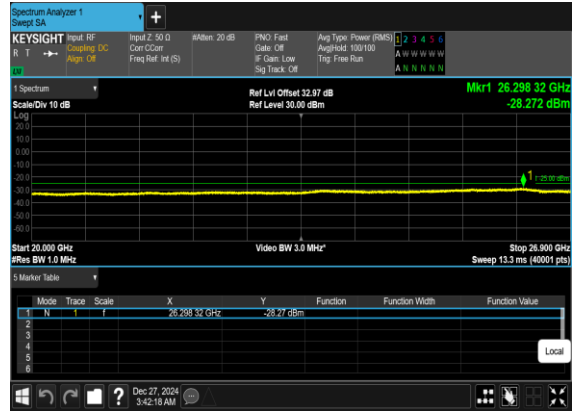 Spectrum Analyzer 1
Swept SA
+
KEYSIGHT Input: RF Input Z: 50 Ω #Atten: 20 dB PNO: Fast Avg Type: Power (RMS) 1 2 3 4 5 6
R T Coupling: DC Corr CCorr Gate: Off Avg|Hold: 100/100 A W W W W W
Align: Off Freq Ref: Int (S) IF Gain: Low Trig: Free Run
Sig Track: Off A N N N N N
1 Spectrum Ref Lvl Offset 32.97 dB Mkr1 26.298 32 GHz
Scale/Div 10 dB Ref Level 30.00 dBm -28.272 dBm
Log
20.0
10.0
0.00
-10.0
-20.0
-30.0
-40.0
-50.0
-60.0
1
-25.00 dBm
Start 20.000 GHz Video BW 3.0 MHz* Stop 26.900 GHz
#Res BW 1.0 MHz Sweep 13.3 ms (40001 pts)
5 Marker Table
Mode Trace Scale X Y Function Function Width Function Value
1 N 1 f 26.298 32 GHz -28.27 dBm
2
3
4
5
6
Local
? Dec 27, 2024
3:42:18 AM